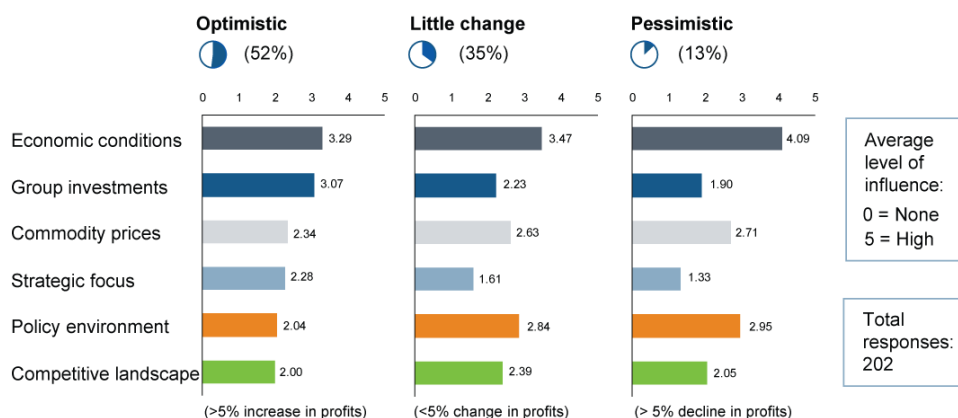 Optimistic
(52%)
Little change
(35%)
Pessimistic
(13%)
0 1 2 3 4 5
0 1 2 3 4 5
0 1 2 3 4 5
Economic conditions 3.29 3.47 4.09
Group investments 3.07 2.23 1.90
Commodity prices 2.34 2.63 2.71
Strategic focus 2.28 1.61 1.33
Policy environment 2.04 2.84 2.95
Competitive landscape 2.00 2.39 2.05
(>5% increase in profits)
(<5% change in profits)
(> 5% decline in profits)
Average
level of
influence:
0 = None
5 = High
Total
responses:
202